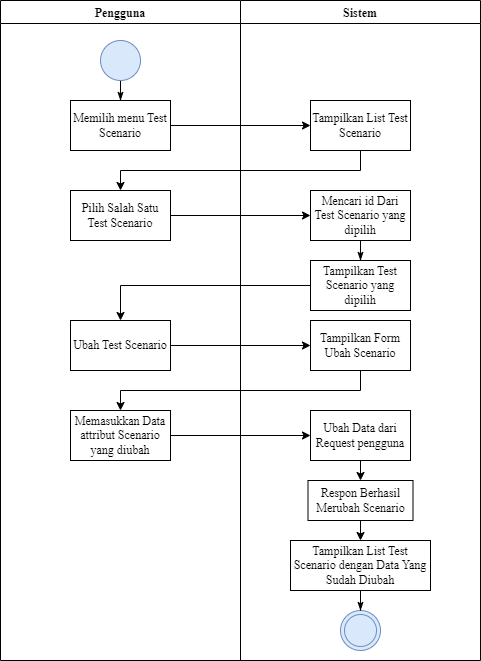 Pengguna
Sistem
Memilih menu Test
Scenario
Tampilkan List Test
Scenario
Pilih Salah Satu
Test Scenario
Mencari id Dari
Test Scenario yang
dipilih
Tampilkan Test
Scenario yang
dipilih
Ubah Test Scenario
Tampilkan Form
Ubah Scenario
Memasukkan Data
attribut Scenario
yang diubah
Ubah Data dari
Request pengguna
Respon Berhasil
Merubah Scenario
Tampilkan List Test
Scenario dengan Data Yang
Sudah Diubah